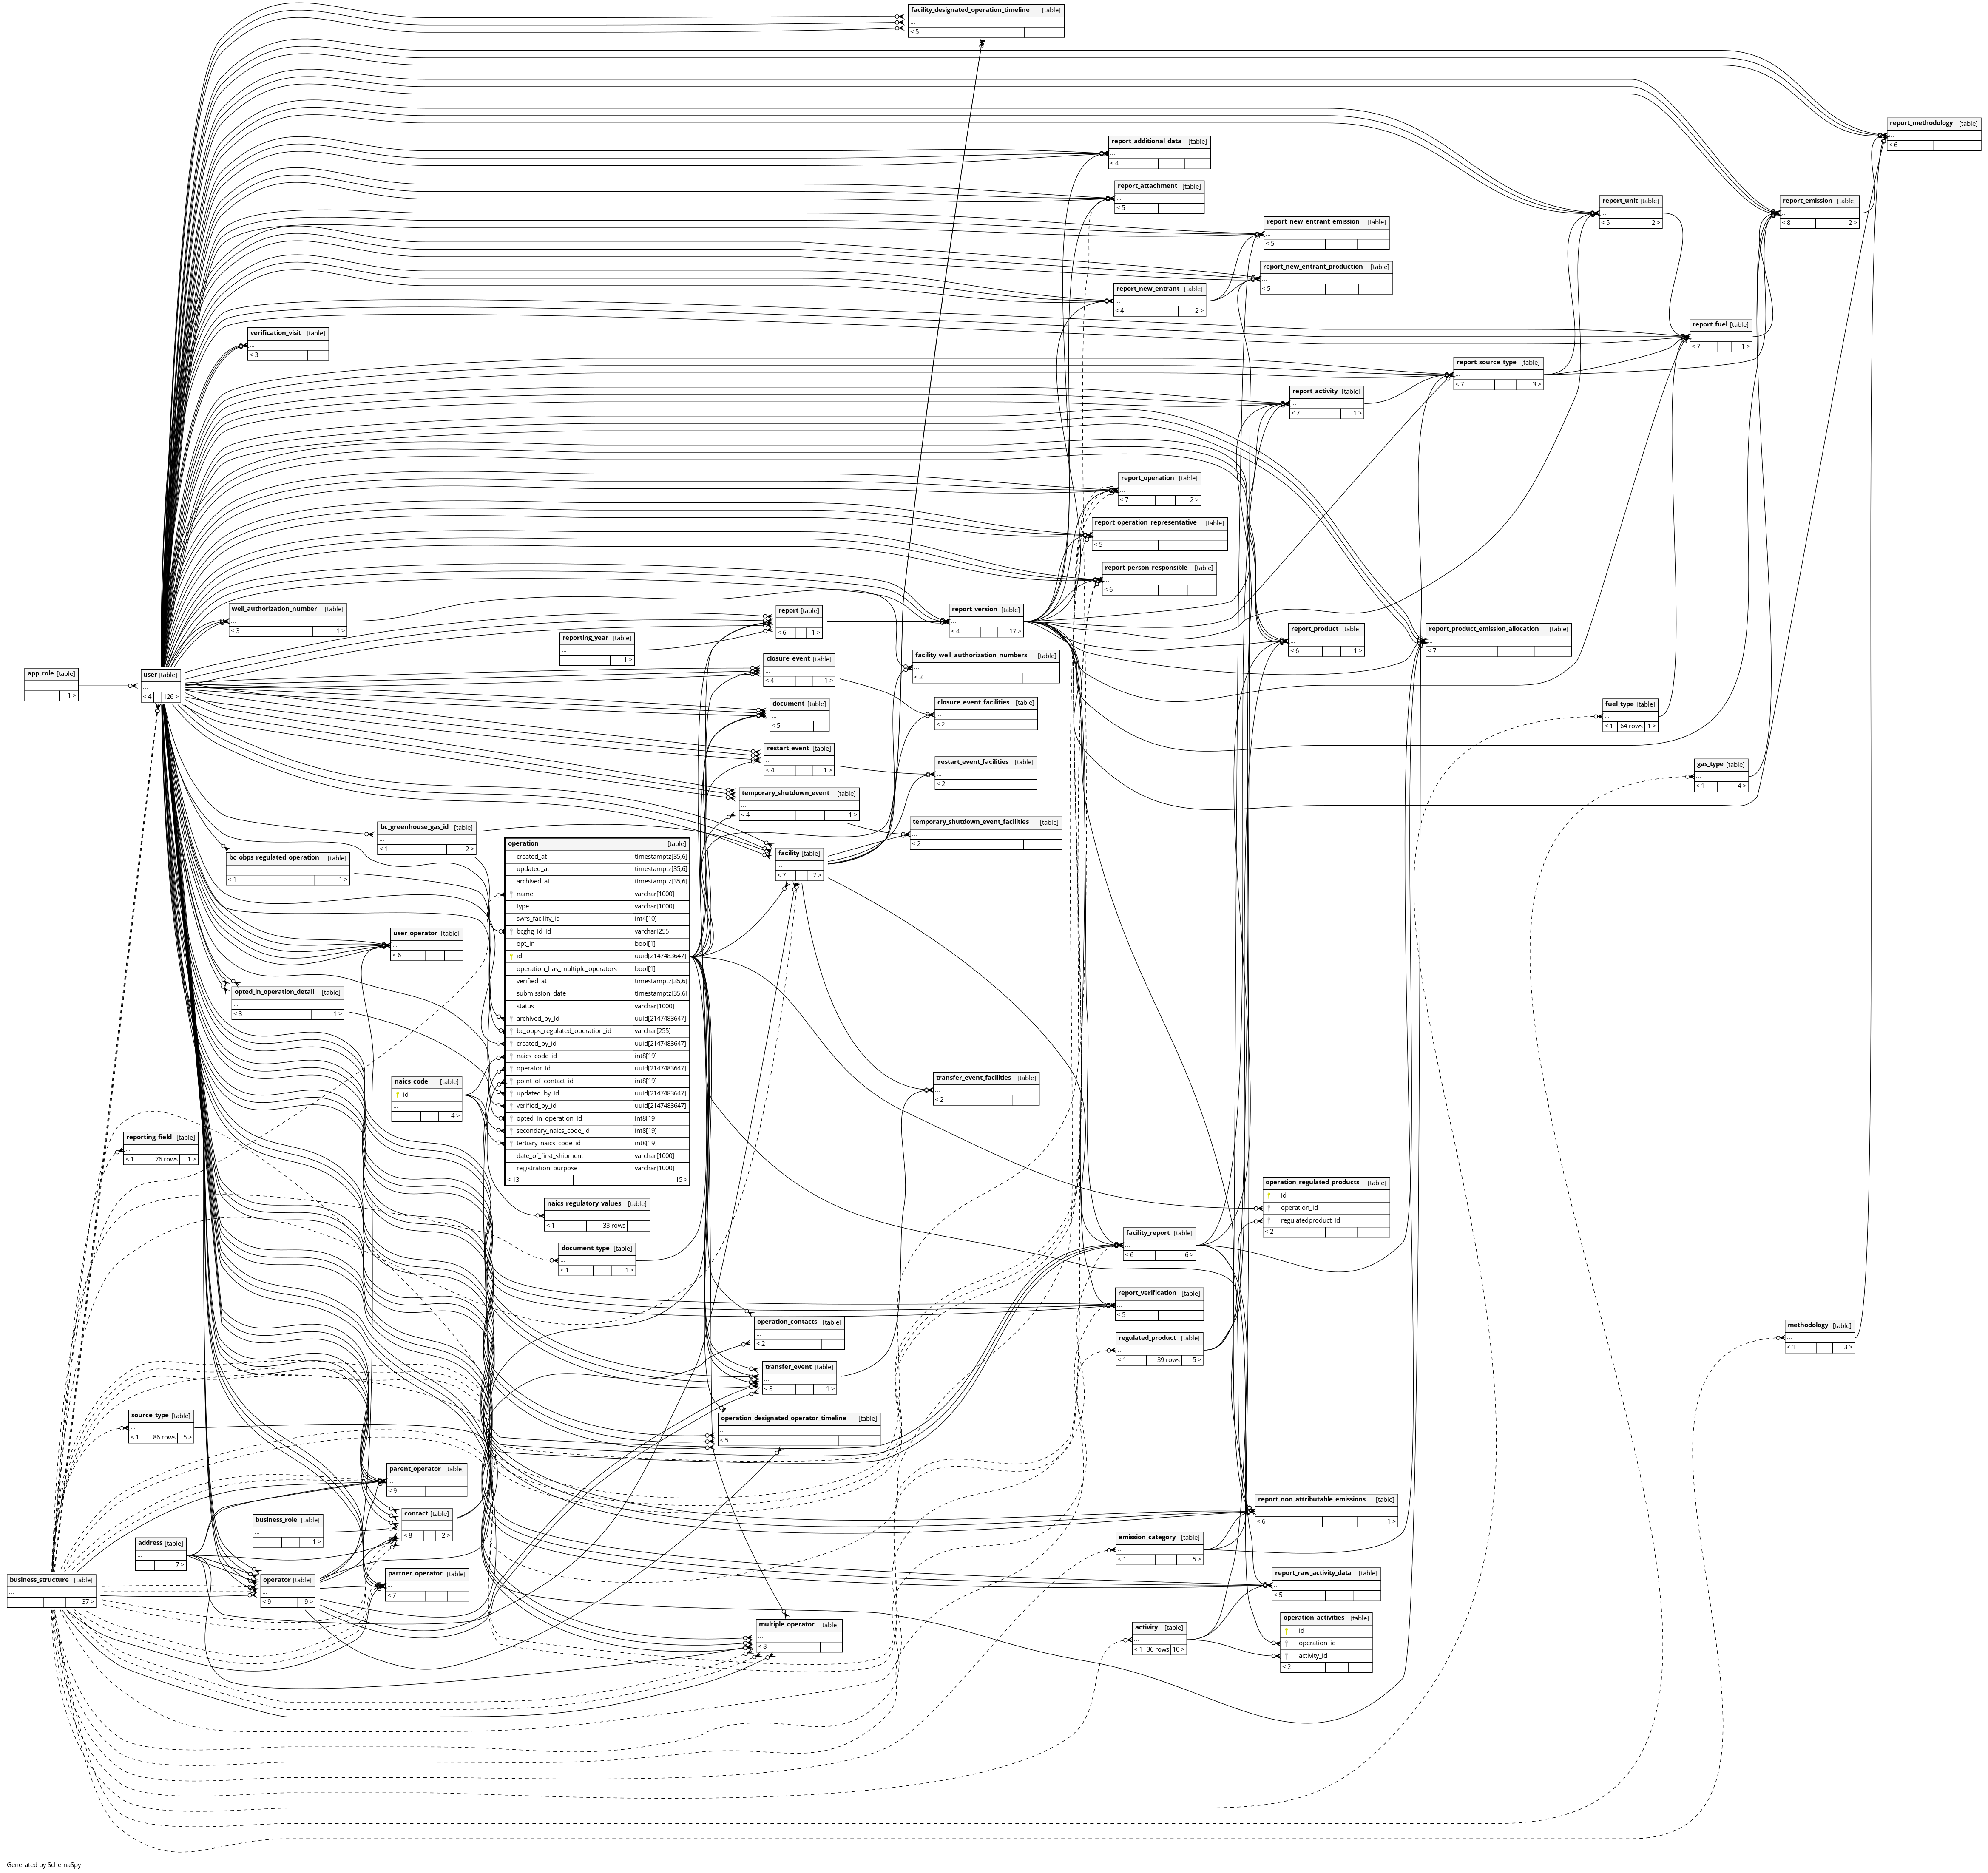 facility_designated_operation_timeline [table]
...
< 5
report_methodology [table]
...
< 6
report_additional_data [table]
...
< 4
report_attachment [table]
...
< 5
report_unit [table]
...
< 5 2 >
report_emission [table]
...
< 8 2 >
report_new_entrant_emission [table]
...
< 5
report_new_entrant_production [table]
...
< 5
report_new_entrant [table]
...
< 4 2 >
verification_visit [table]
...
< 3
report_fuel [table]
...
< 7 1 >
report_source_type [table]
...
< 7 3 >
report_activity [table]
...
< 7 1 >
report_operation [table]
...
< 7 2 >
report_operation_representative [table]
...
< 5
report_person_responsible [table]
...
< 6
well_authorization_number [table]
...
< 3 1 >
report [table]
...
< 6 1 >
report_version [table]
...
< 4 17 >
reporting_year [table]
...
1 >
report_product [table]
...
< 6 1 >
report_product_emission_allocation [table]
...
< 7
closure_event [table]
...
< 4 1 >
facility_well_authorization_numbers [table]
...
< 2
app_role [table]
...
1 >
user [table]
...
< 4 126 >
document [table]
...
< 5
closure_event_facilities [table]
...
< 2
fuel_type [table]
...
< 1 64 rows 1 >
restart_event [table]
...
< 4 1 >
restart_event_facilities [table]
...
< 2
gas_type [table]
...
< 1 4 >
temporary_shutdown_event [table]
...
< 4 1 >
temporary_shutdown_event_facilities [table]
...
< 2
bc_greenhouse_gas_id [table]
...
< 1 2 >
bc_obps_regulated_operation [table]
...
< 1 1 >
facility [table]
...
< 7 7 >
operation [table]
created_at timestamptz[35,6]
updated_at timestamptz[35,6]
archived_at timestamptz[35,6]
name varchar[1000]
type varchar[1000]
swrs_facility_id int4[10]
bcghg_id_id varchar[255]
opt_in bool[1]
id uuid[2147483647]
operation_has_multiple_operators bool[1]
verified_at timestamptz[35,6]
submission_date timestamptz[35,6]
status varchar[1000]
archived_by_id uuid[2147483647]
bc_obps_regulated_operation_id varchar[255]
created_by_id uuid[2147483647]
naics_code_id int8[19]
operator_id uuid[2147483647]
point_of_contact_id int8[19]
updated_by_id uuid[2147483647]
verified_by_id uuid[2147483647]
opted_in_operation_id int8[19]
secondary_naics_code_id int8[19]
tertiary_naics_code_id int8[19]
date_of_first_shipment varchar[1000]
registration_purpose varchar[1000]
< 13 15 >
user_operator [table]
...
< 6
opted_in_operation_detail [table]
...
< 3 1 >
naics_code [table]
id
...
4 >
transfer_event_facilities [table]
...
< 2
reporting_field [table]
...
< 1 76 rows 1 >
operation_regulated_products [table]
id
operation_id
regulatedproduct_id
< 2
naics_regulatory_values [table]
...
< 1 33 rows
facility_report [table]
...
< 6 6 >
document_type [table]
...
< 1 1 >
report_verification [table]
...
< 5
operation_contacts [table]
...
< 2
regulated_product [table]
...
< 1 39 rows 5 >
methodology [table]
...
< 1 3 >
transfer_event [table]
...
< 8 1 >
source_type [table]
...
< 1 86 rows 5 >
operation_designated_operator_timeline [table]
...
< 5
parent_operator [table]
...
< 9
report_non_attributable_emissions [table]
...
< 6 1 >
contact [table]
...
< 8 2 >
business_role [table]
...
1 >
emission_category [table]
...
< 1 5 >
address [table]
...
7 >
partner_operator [table]
...
< 7
report_raw_activity_data [table]
...
< 5
business_structure [table]
...
37 >
operator [table]
...
< 9 9 >
operation_activities [table]
id
operation_id
activity_id
< 2
multiple_operator [table]
...
< 8
activity [table]
...
< 1 36 rows 10 >
Generated by SchemaSpy